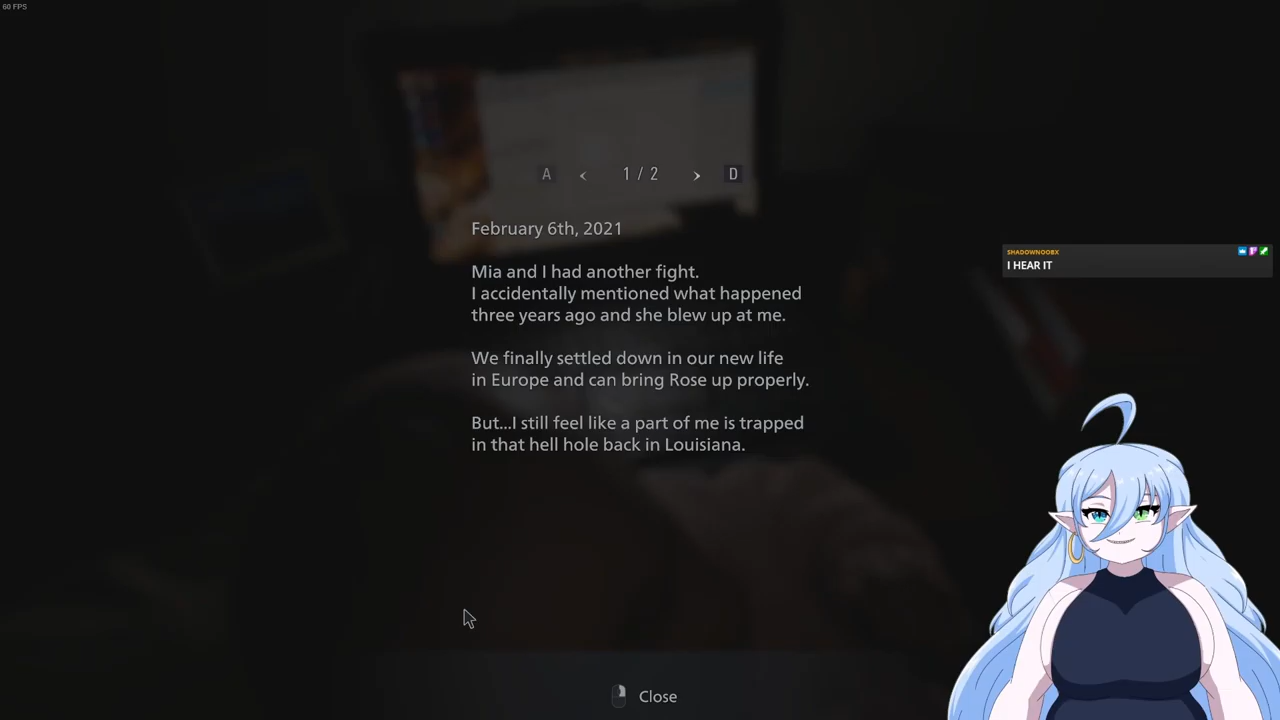 60 FPS
A < 1 / 2 > D
February 6th, 2021
Mia and I had another fight.
I accidentally mentioned what happened
three years ago and she blew up at me.
We finally settled down in our new life
in Europe and can bring Rose up properly.
But...I still feel like a part of me is trapped
in that hell hole back in Louisiana.
SHADOWNOOBX
I HEAR IT
Close